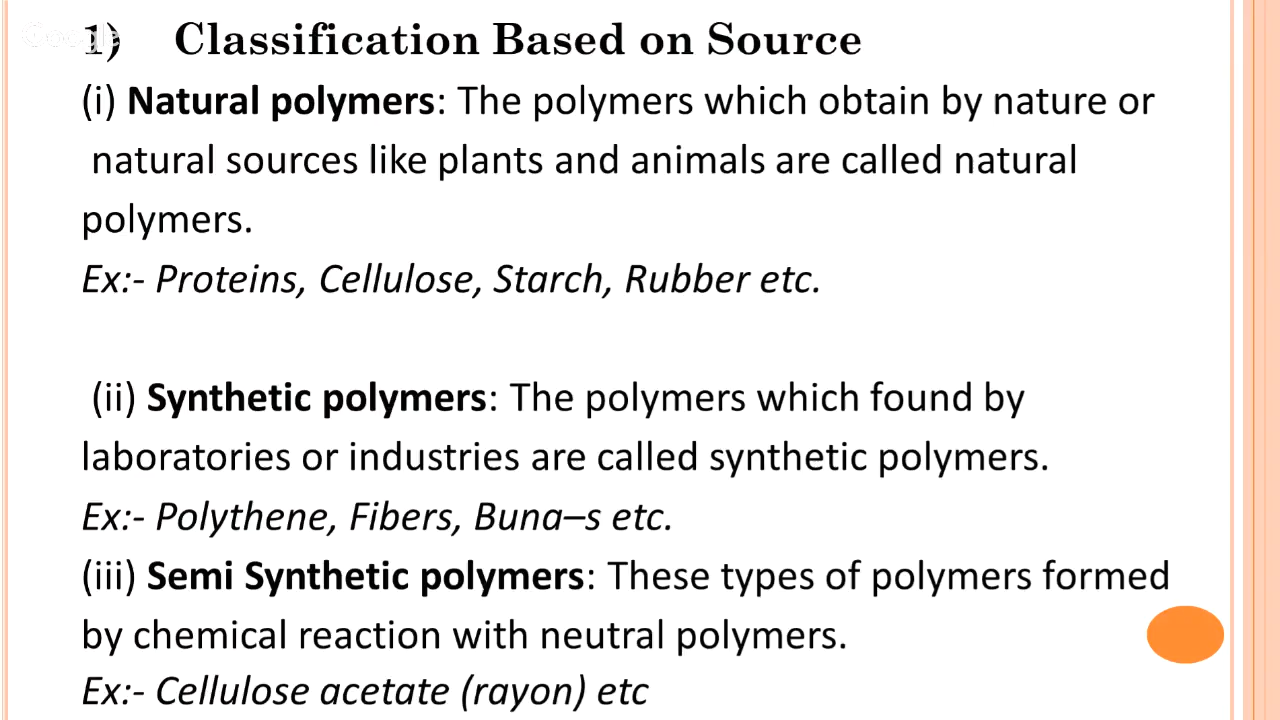 Google
1) Classification Based on Source
(i) Natural polymers: The polymers which obtain by nature or
natural sources like plants and animals are called natural
polymers.
Ex:- Proteins, Cellulose, Starch, Rubber etc.
(ii) Synthetic polymers: The polymers which found by
laboratories or industries are called synthetic polymers.
Ex:- Polythene, Fibers, Buna–s etc.
(iii) Semi Synthetic polymers: These types of polymers formed
by chemical reaction with neutral polymers.
Ex:- Cellulose acetate (rayon) etc